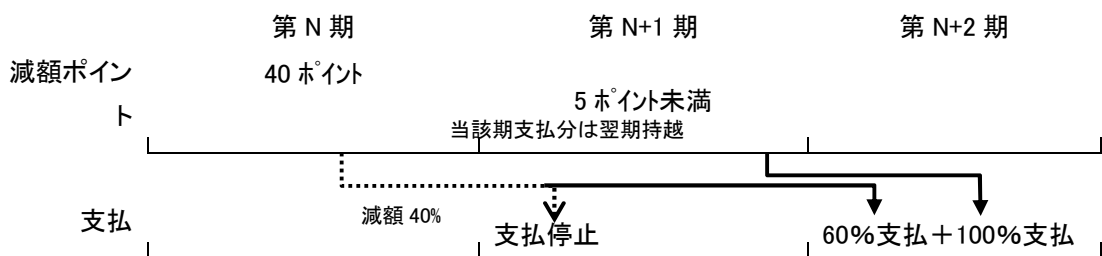 第 N 期 第 N+1 期 第 N+2 期
減額ポイント 40 ﾎﾟｲﾝﾄ
5 ﾎﾟｲﾝﾄ未満
当該期支払分は翌期持越
減額 40%
支払 支払停止 60%支払＋100%支払